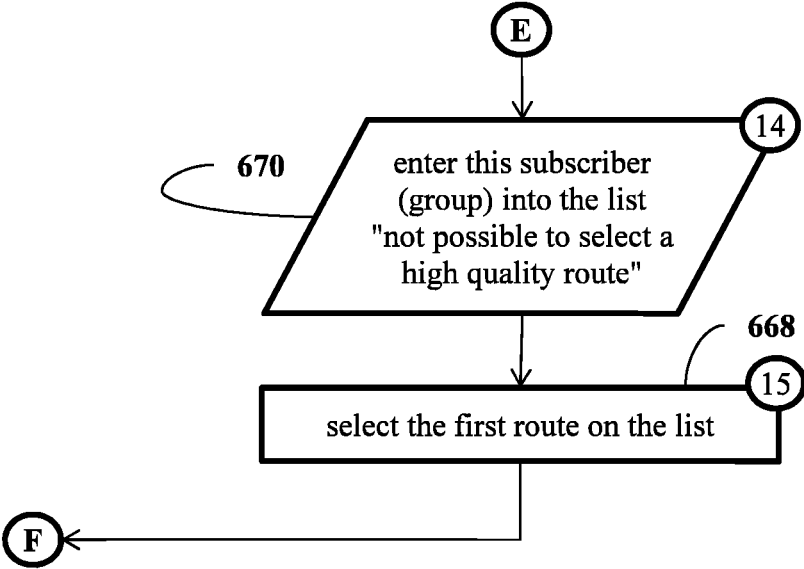 E
14
670
enter this subscriber
(group) into the list
"not possible to select a
high quality route"
668
15
select the first route on the list
F